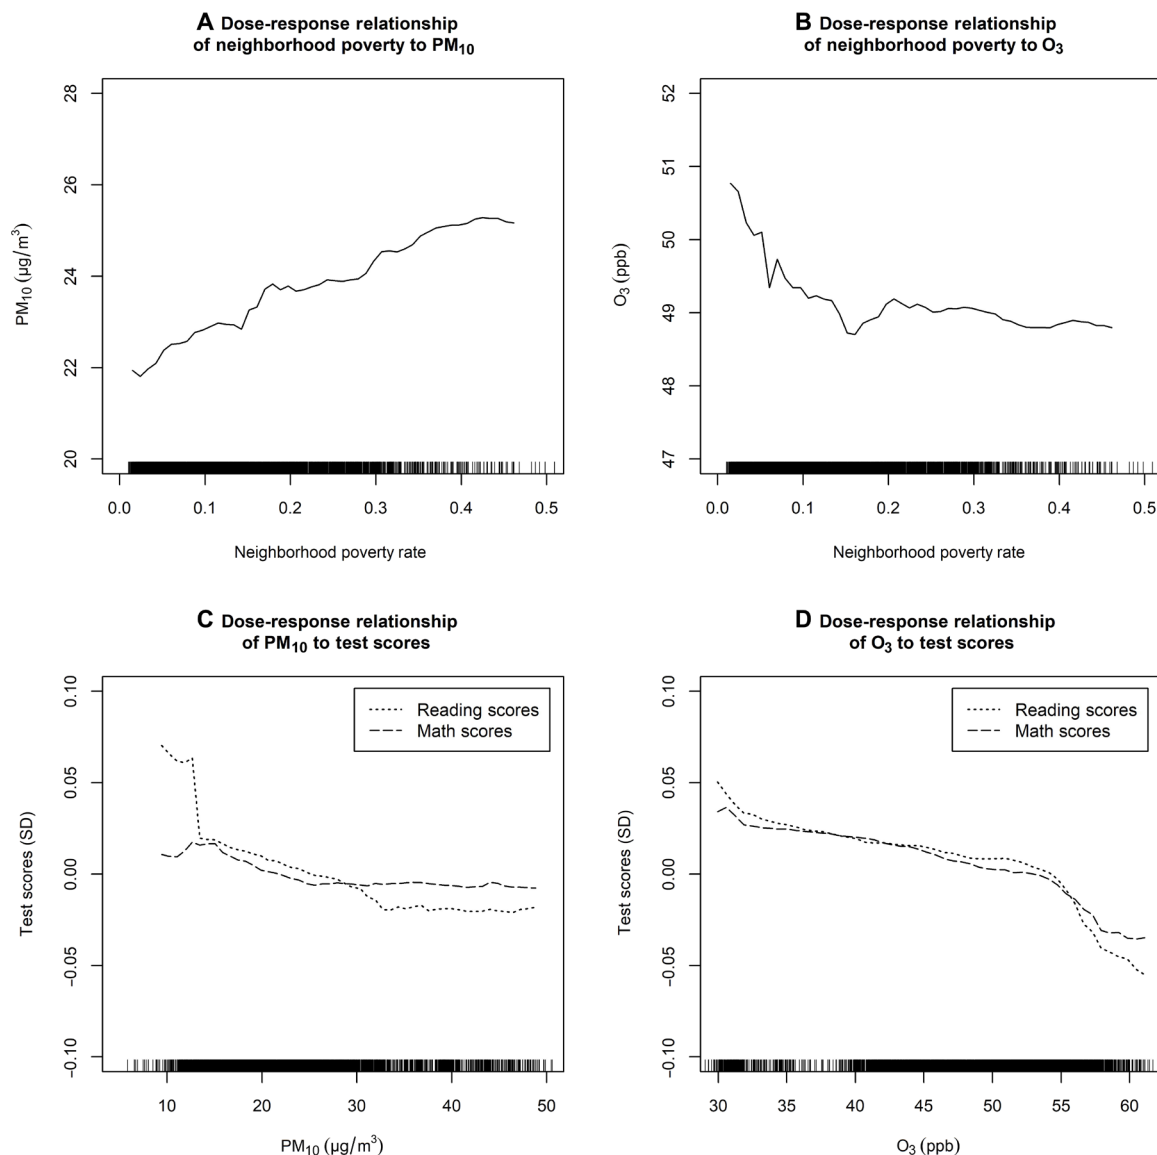 A Dose-response relationship
of neighborhood poverty to PM₁₀
28
26
24
22
20
PM₁₀ (µg/m³)
0.0 0.1 0.2 0.3 0.4 0.5
Neighborhood poverty rate
B Dose-response relationship
of neighborhood poverty to O₃
52
51
50
49
48
47
O₃ (ppb)
0.0 0.1 0.2 0.3 0.4 0.5
Neighborhood poverty rate
C Dose-response relationship
of PM₁₀ to test scores
Reading scores
Math scores
0.10
0.05
0.00
−0.05
−0.10
Test scores (SD)
10 20 30 40 50
PM₁₀ (µg/m³)
D Dose-response relationship
of O₃ to test scores
Reading scores
Math scores
0.10
0.05
0.00
−0.05
−0.10
Test scores (SD)
30 35 40 45 50 55 60
O₃ (ppb)